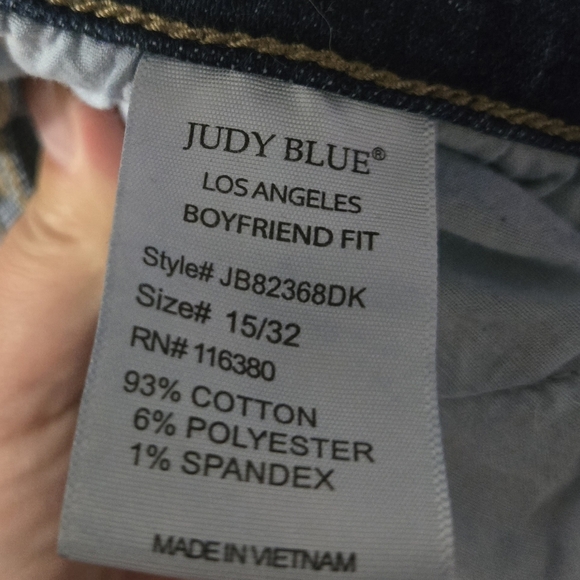 JUDY BLUE®
LOS ANGELES
BOYFRIEND FIT
Style# JB82368DK
Size# 15/32
RN# 116380
93% COTTON
6% POLYESTER
1% SPANDEX
MADE IN VIETNAM